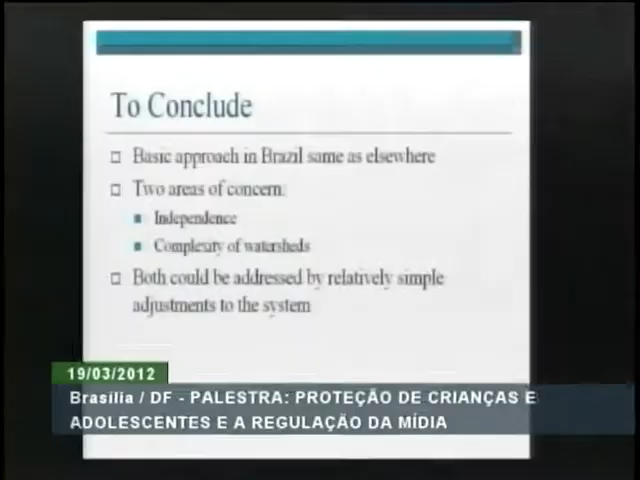 To Conclude
Basic approach in Brazil same as elsewhere
Two areas of concern:
Independence
Complexity of watersheds
Both could be addressed by relatively simple
adjustments to the system
19/03/2012
Brasília / DF - PALESTRA: PROTEÇÃO DE CRIANÇAS E
ADOLESCENTES E A REGULAÇÃO DA MÍDIA